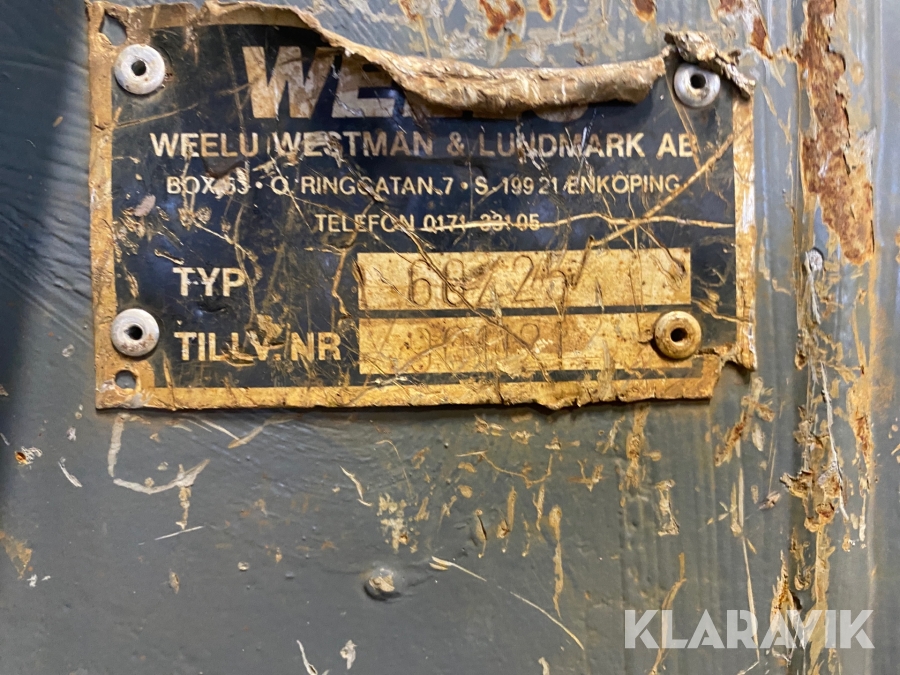 WEELU WESTMAN & LUNDMARK AB
BOX 53 • Ö. RINGGATAN 7 • S-199 21 ENKÖPING
TELEFON 0171-331 05
TYP 60/25
TILLV. NR
KLARAVIK